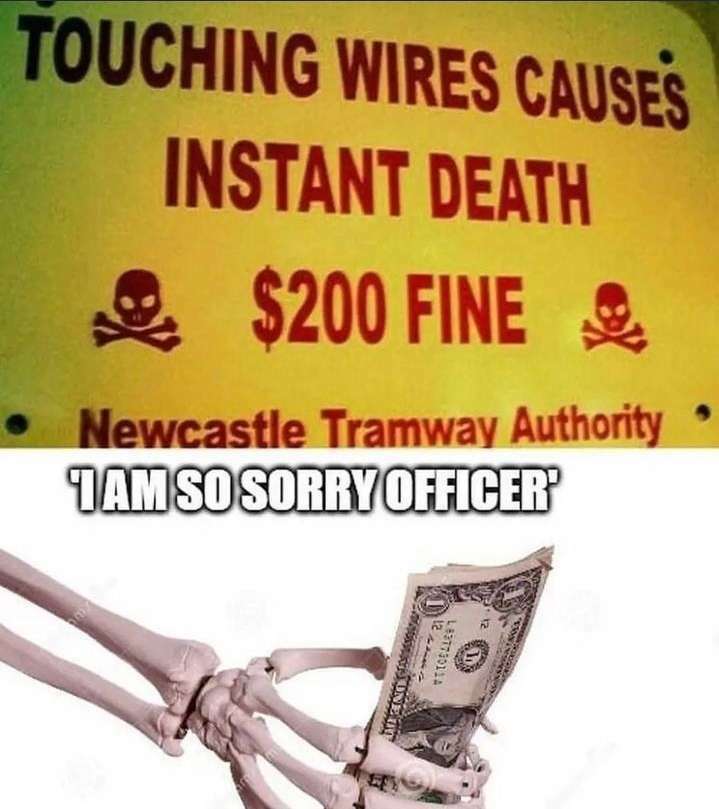 TOUCHING WIRES CAUSES
INSTANT DEATH
$200 FINE
Newcastle Tramway Authority
'I AM SO SORRY OFFICER'